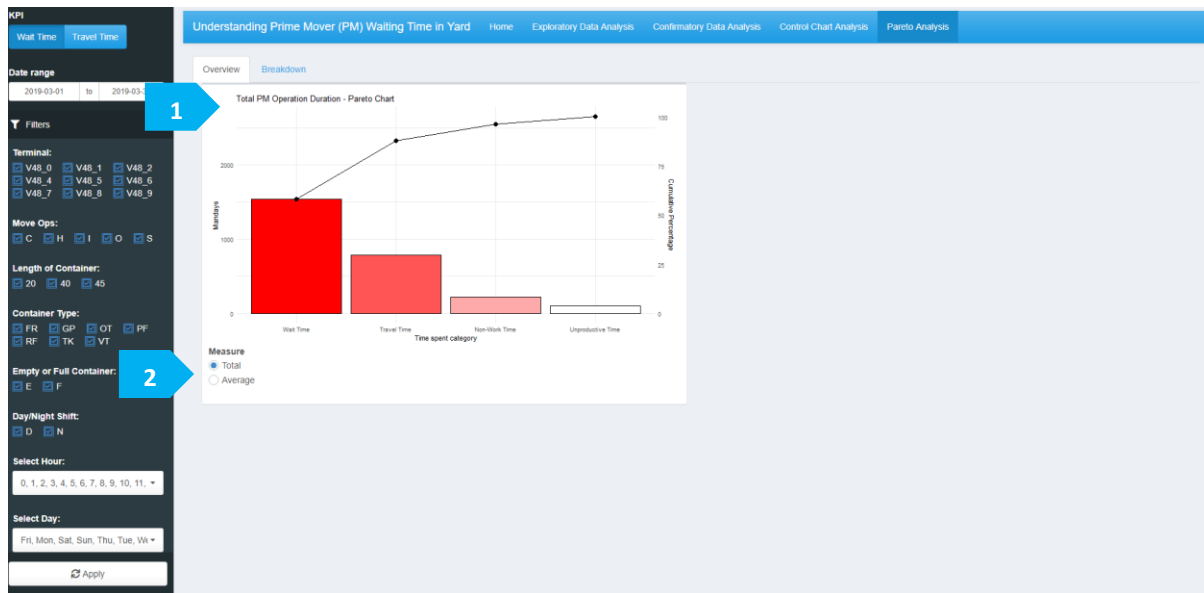 KPI
Wait Time Travel Time
Date range
2019-03-01 to 2019-03-
Filters
Terminal:
V48_0 V48_1 V48_2
V48_4 V48_5 V48_6
V48_7 V48_8 V48_9
Move Ops:
C H I O S
Length of Container:
20 40 45
Container Type:
FR GP OT PF
RF TK VT
Empty or Full Container:
E F
Day/Night Shift:
D N
Select Hour:
0, 1, 2, 3, 4, 5, 6, 7, 8, 9, 10, 11,
Select Day:
Fri, Mon, Sat, Sun, Thu, Tue, We
Apply
Understanding Prime Mover (PM) Waiting Time in Yard Home Exploratory Data Analysis Confirmatory Data Analysis Control Chart Analysis Pareto Analysis
Overview Breakdown
1
Total PM Operation Duration - Pareto Chart
Mandays
2000
1000
0
100
75
50
25
0
Cumulative Percentage
Wait Time Travel Time Non-Work Time Unproductive Time
Time spent category
2
Measure
Total
Average